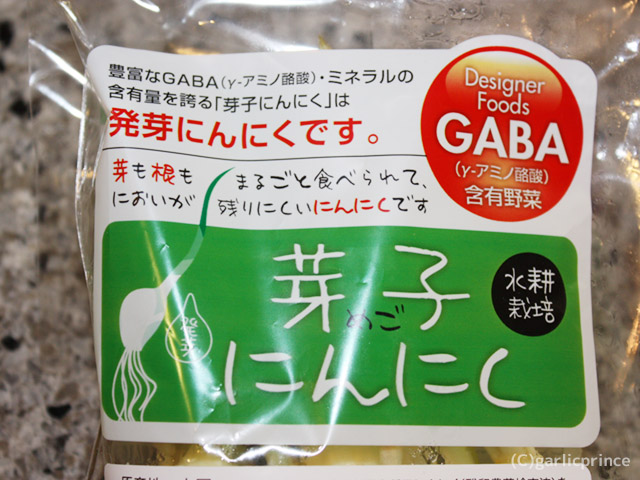 豊富なGABA(γ-アミノ酪酸)・ミネラルの
含有量を誇る「芽子にんにく」は
発芽にんにくです。
芽も根も まるごと食べられて、
においが 残りにくいにんにくです
Designer
Foods
GABA
(γ-アミノ酪酸)
含有野菜
芽子
めご
にんにく
水耕
栽培
(C)garlicprince